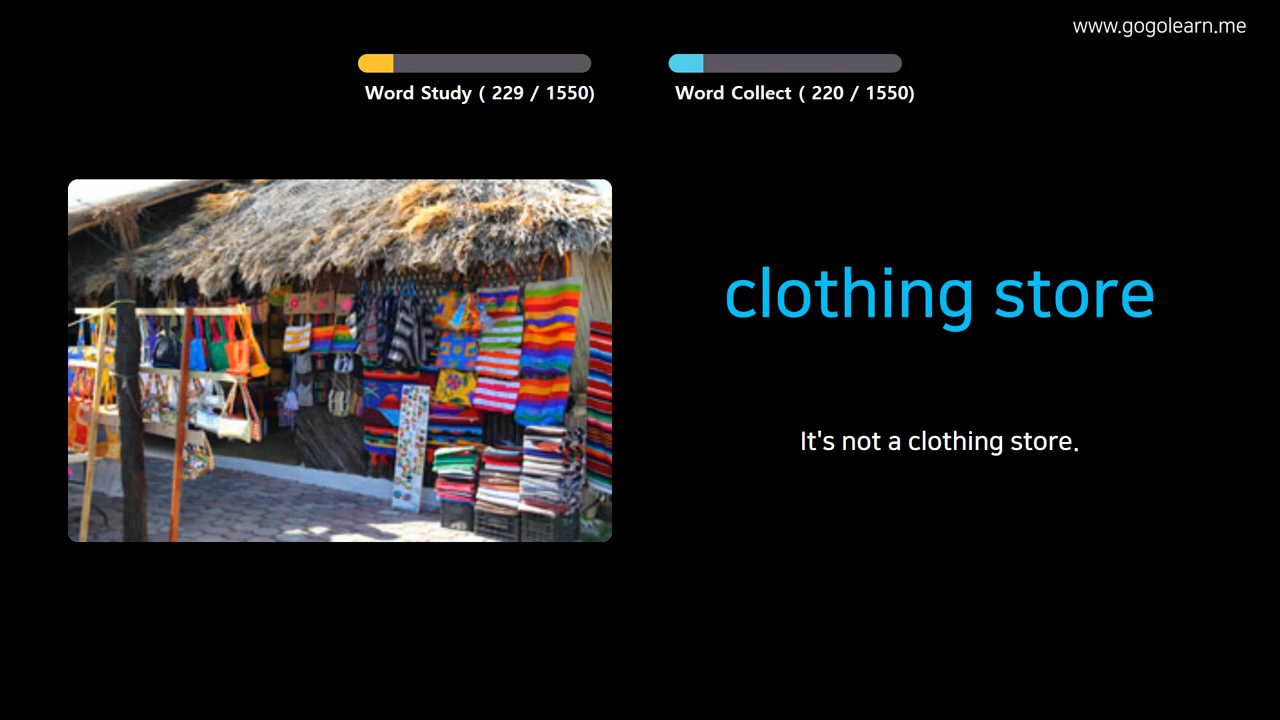 www.gogolearn.me
Word Study ( 229 / 1550)
Word Collect ( 220 / 1550)
clothing store
It's not a clothing store.